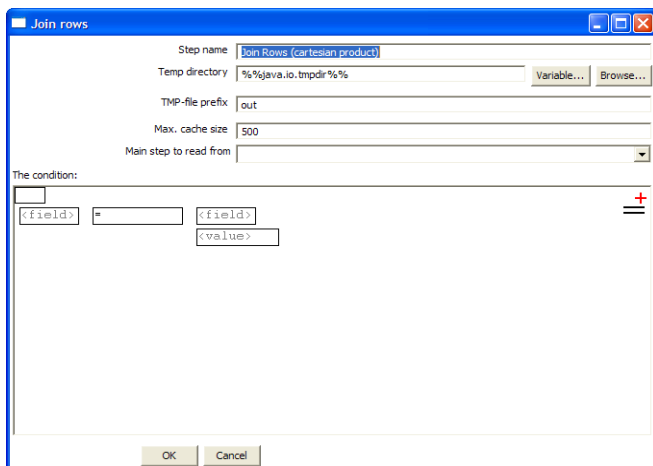 Join rows
Step name Join Rows (cartesian product)
Temp directory %%java.io.tmpdir%% Variable... Browse...
TMP-file prefix out
Max. cache size 500
Main step to read from
The condition:
<field> = <field>
<value>
OK Cancel